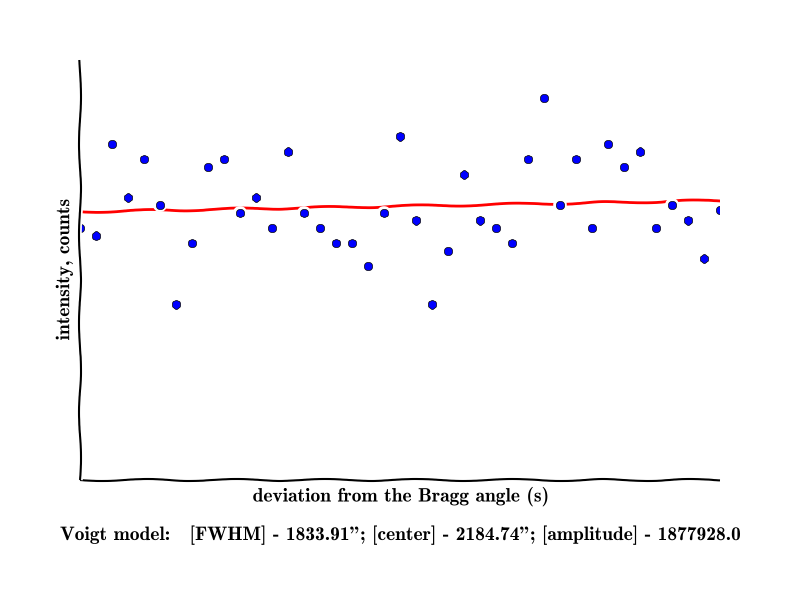 intensity, counts
deviation from the Bragg angle (s)
Voigt model: [FWHM] - 1833.91”; [center] - 2184.74”; [amplitude] - 1877928.0